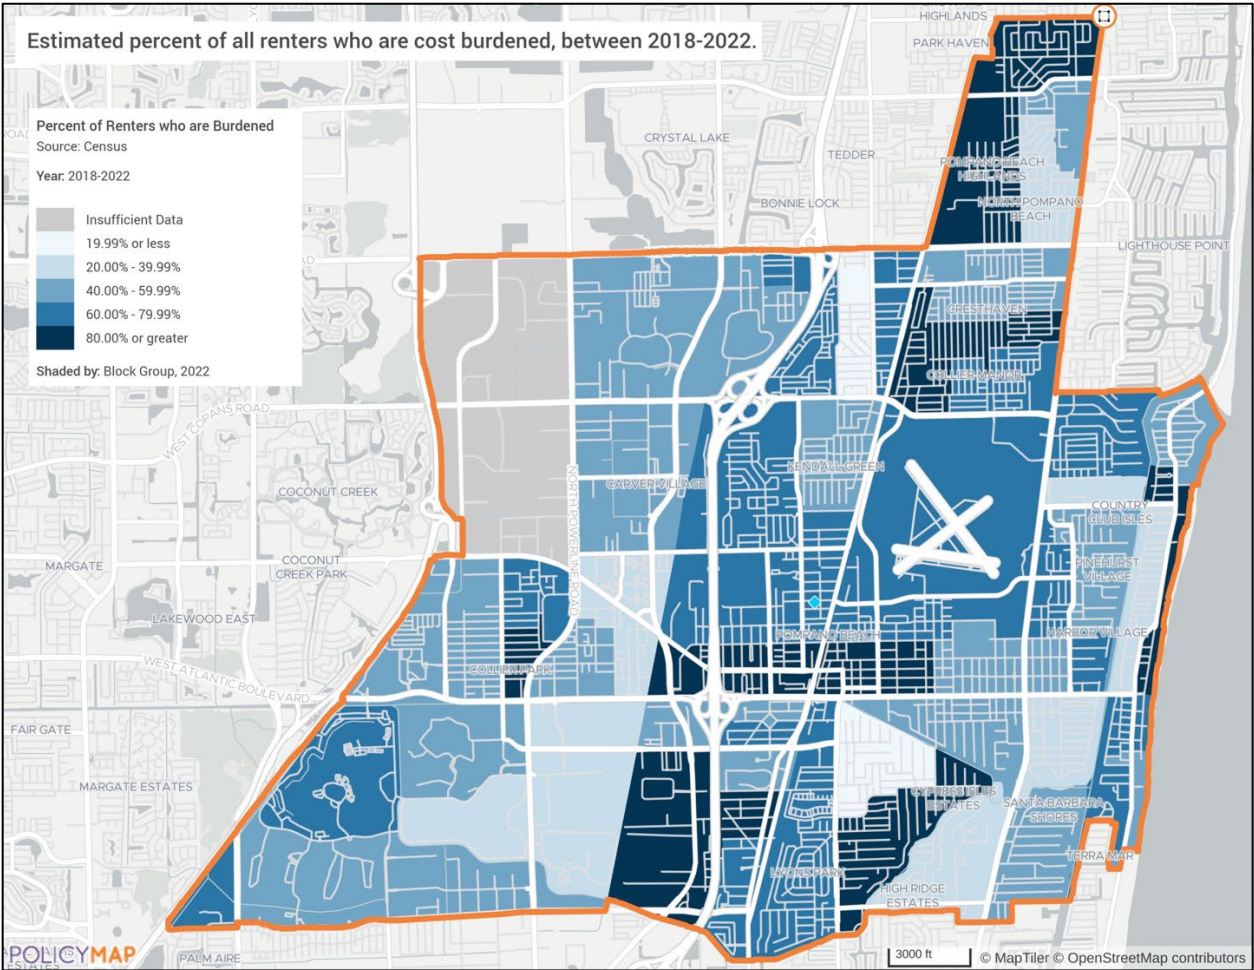 Estimated percent of all renters who are cost burdened, between 2018-2022.
Percent of Renters who are Burdened
Source: Census
Year: 2018-2022
Insufficient Data
19.99% or less
20.00% - 39.99%
40.00% - 59.99%
60.00% - 79.99%
80.00% or greater
Shaded by: Block Group, 2022
HIGHLANDS
PARK HAVEN
CRYSTAL LAKE
TEDDER
POMPANO BEACH
HIGHLANDS
BONNIE LOCK
NORTH POMPANO
BEACH
LIGHTHOUSE POINT
CRESTHAVEN
COLLIER MANOR
WEST COPANS ROAD
KENDALL GREEN
CARVER VILLAGE
COCONUT CREEK
COUNTRY
CLUB ISLES
NORTH POWERLINE ROAD
MARGATE
COCONUT
CREEK PARK
PINEHURST
VILLAGE
LAKEWOOD EAST
POMPANO BEACH
HARBOR VILLAGE
COLLIER PARK
WEST ATLANTIC BOULEVARD
FAIR GATE
MARGATE ESTATES
CYPRESS ISLES
ESTATES
SANTA BARBARA
SHORES
TERRA MAR
LYONS PARK
HIGH RIDGE
ESTATES
POLICYMAP
PALM AIRE
ESTATES
3000 ft
© MapTiler © OpenStreetMap contributors